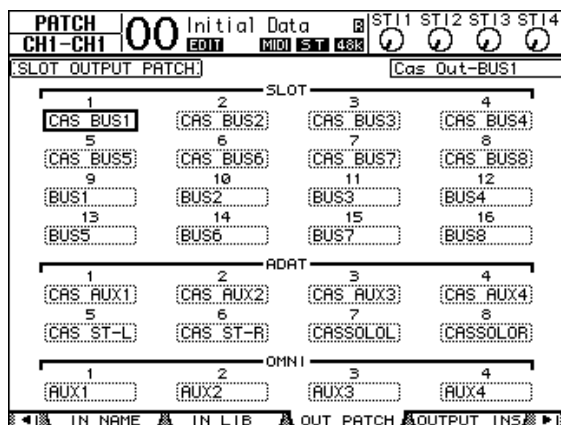 PATCH 00 Initial Data R STI1 STI2 STI3 STI4
CH1-CH1 EDIT MIDI ST 48k
SLOT OUTPUT PATCH Cas Out-BUS1
SLOT
1 2 3 4
CAS BUS1 CAS BUS2 CAS BUS3 CAS BUS4
5 6 7 8
CAS BUS5 CAS BUS6 CAS BUS7 CAS BUS8
9 10 11 12
BUS1 BUS2 BUS3 BUS4
13 14 15 16
BUS5 BUS6 BUS7 BUS8
ADAT
1 2 3 4
CAS AUX1 CAS AUX2 CAS AUX3 CAS AUX4
5 6 7 8
CAS ST-L CAS ST-R CASSOLOL CASSOLOR
OMNI
1 2 3 4
AUX1 AUX2 AUX3 AUX4
IN NAME IN LIB OUT PATCH OUTPUT INS